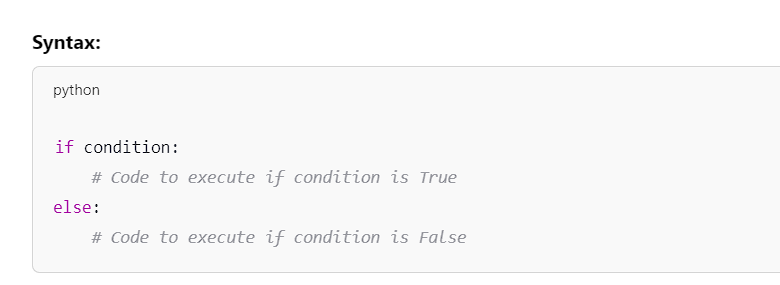 Syntax:
python
if condition:
    # Code to execute if condition is True
else:
    # Code to execute if condition is False